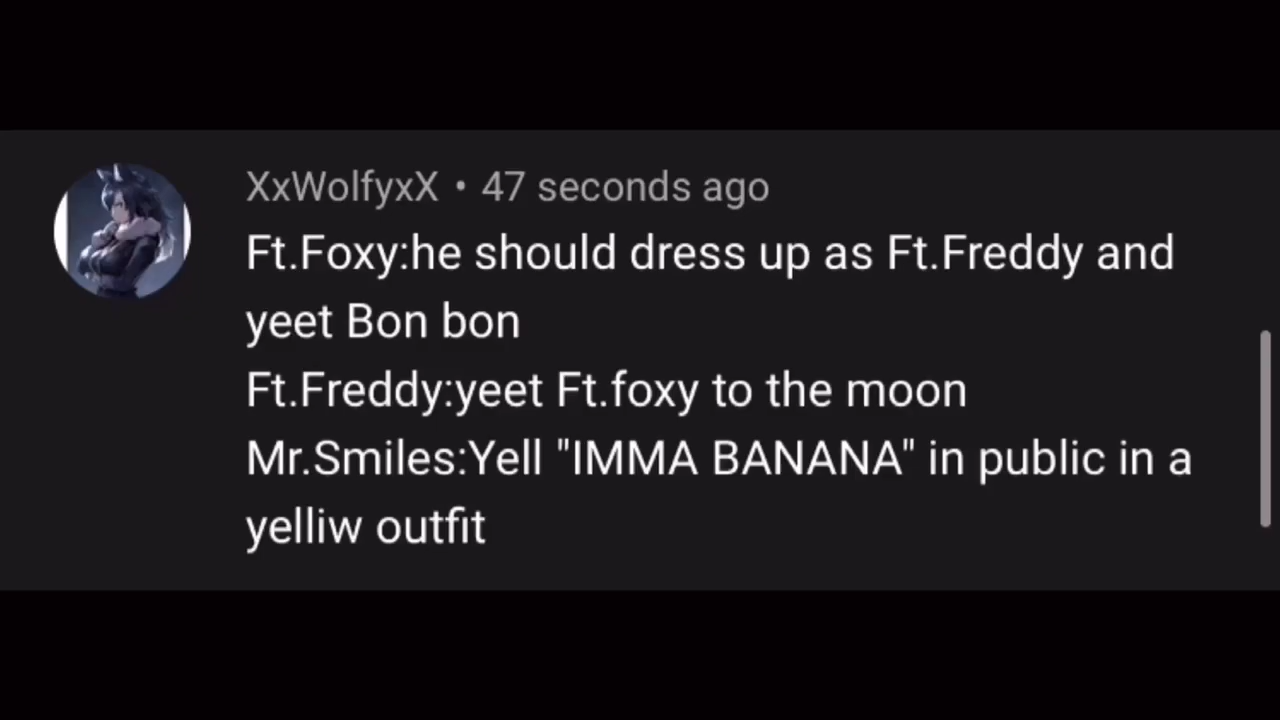 XxWolfyxX • 47 seconds ago
Ft.Foxy:he should dress up as Ft.Freddy and
yeet Bon bon
Ft.Freddy:yeet Ft.foxy to the moon
Mr.Smiles:Yell "IMMA BANANA" in public in a
yelliw outfit